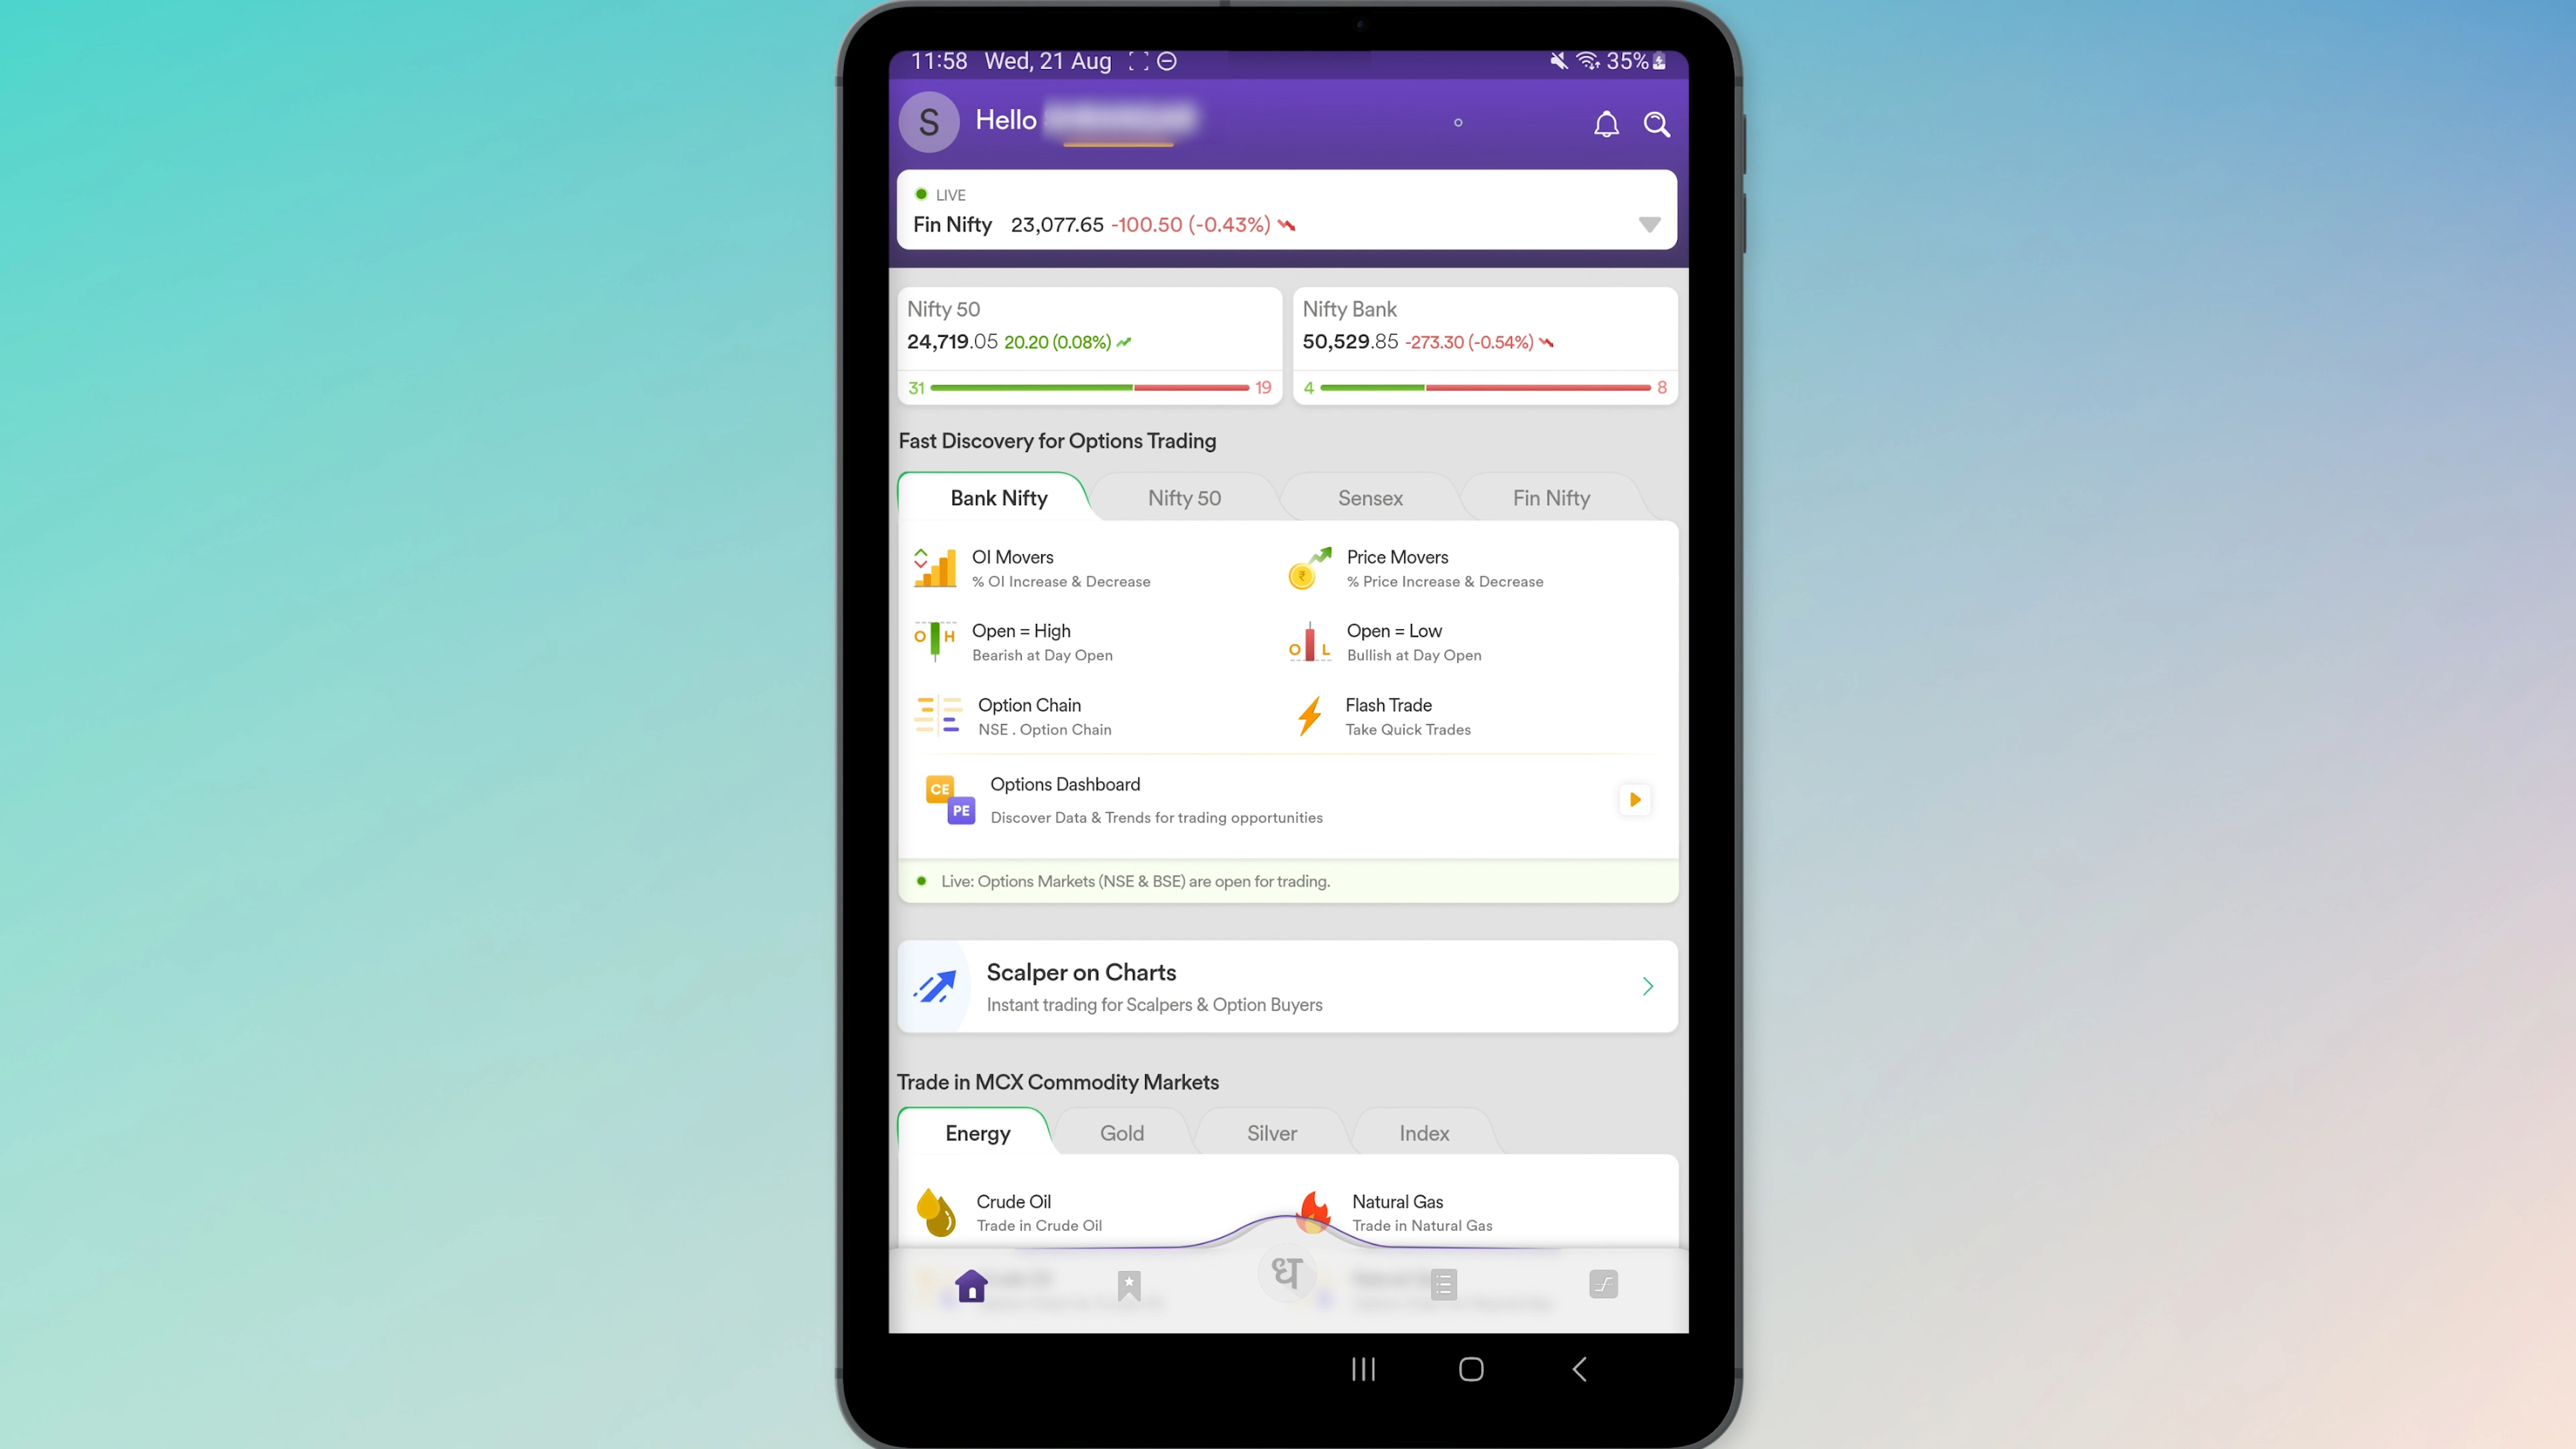 11:58 Wed, 21 Aug 35%
S Hello
LIVE
Fin Nifty 23,077.65 -100.50 (-0.43%)
Nifty 50
24,719.05 20.20 (0.08%)
31 19
Nifty Bank
50,529.85 -273.30 (-0.54%)
4 8
Fast Discovery for Options Trading
Bank Nifty Nifty 50 Sensex Fin Nifty
OI Movers
% OI Increase & Decrease
₹
Price Movers
% Price Increase & Decrease
O H
Open = High
Bearish at Day Open
O L
Open = Low
Bullish at Day Open
Option Chain
NSE . Option Chain
Flash Trade
Take Quick Trades
CE
PE
Options Dashboard
Discover Data & Trends for trading opportunities
Live: Options Markets (NSE & BSE) are open for trading.
Scalper on Charts
Instant trading for Scalpers & Option Buyers
Trade in MCX Commodity Markets
Energy Gold Silver Index
Crude Oil
Trade in Crude Oil
Natural Gas
Trade in Natural Gas
ध